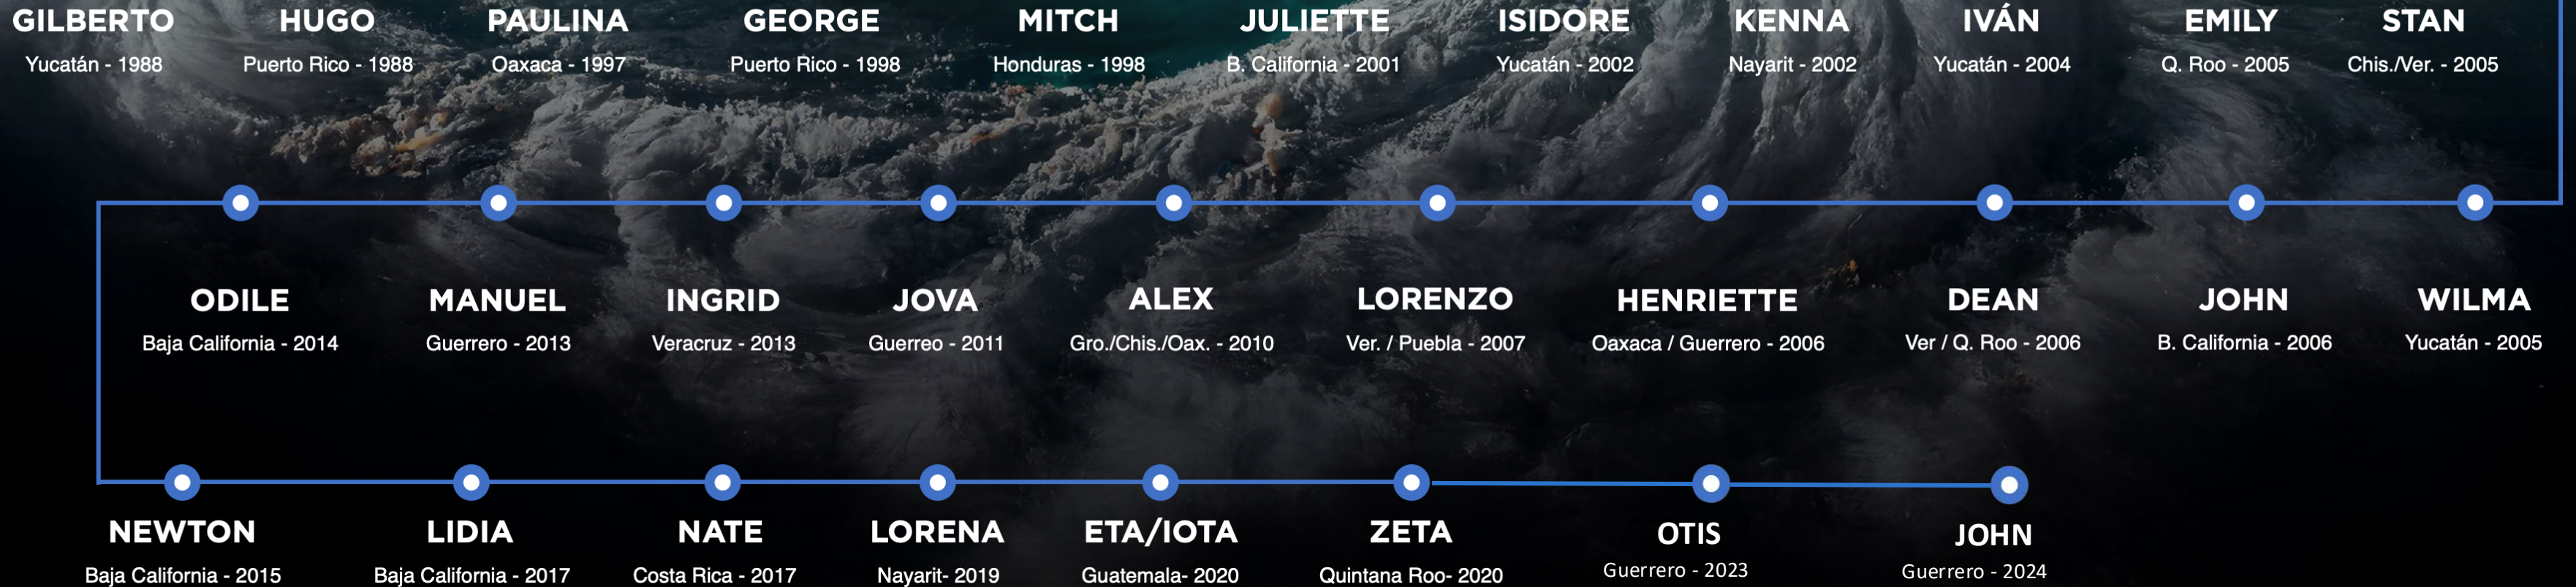 GILBERTO
Yucatán - 1988
HUGO
Puerto Rico - 1988
PAULINA
Oaxaca - 1997
GEORGE
Puerto Rico - 1998
MITCH
Honduras - 1998
JULIETTE
B. California - 2001
ISIDORE
Yucatán - 2002
KENNA
Nayarit - 2002
IVÁN
Yucatán - 2004
EMILY
Q. Roo - 2005
STAN
Chis./Ver. - 2005
ODILE
Baja California - 2014
MANUEL
Guerrero - 2013
INGRID
Veracruz - 2013
JOVA
Guerreo - 2011
ALEX
Gro./Chis./Oax. - 2010
LORENZO
Ver. / Puebla - 2007
HENRIETTE
Oaxaca / Guerrero - 2006
DEAN
Ver / Q. Roo - 2006
JOHN
B. California - 2006
WILMA
Yucatán - 2005
NEWTON
Baja California - 2015
LIDIA
Baja California - 2017
NATE
Costa Rica - 2017
LORENA
Nayarit- 2019
ETA/IOTA
Guatemala- 2020
ZETA
Quintana Roo- 2020
OTIS
Guerrero - 2023
JOHN
Guerrero - 2024